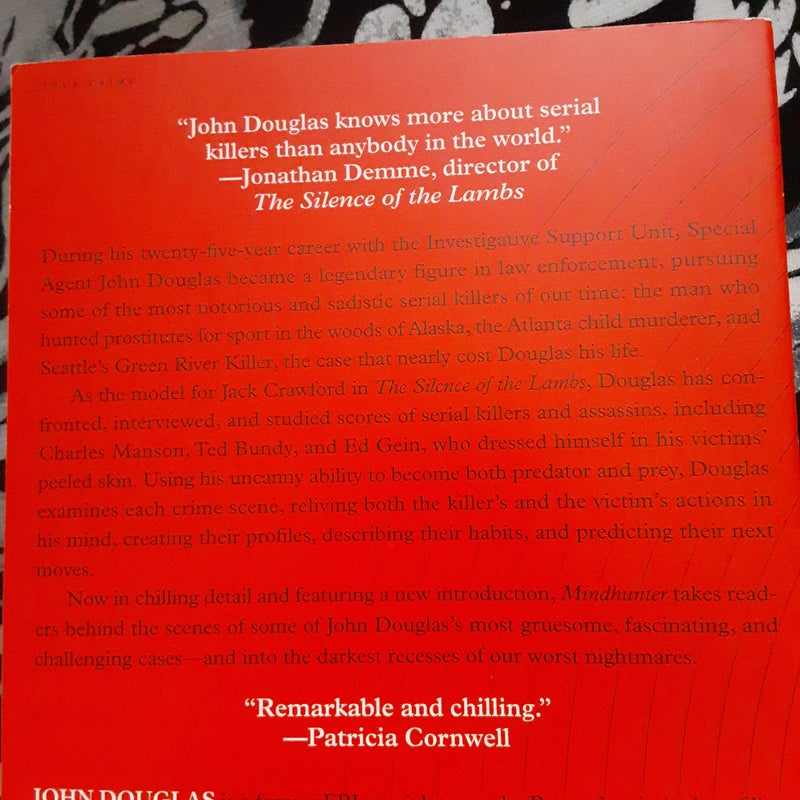 TRUE CRIME
“John Douglas knows more about serial
killers than anybody in the world.”
—Jonathan Demme, director of
The Silence of the Lambs
During his twenty-five-year career with the Investigative Support Unit, Special
Agent John Douglas became a legendary figure in law enforcement, pursuing
some of the most notorious and sadistic serial killers of our time: the man who
hunted prostitutes for sport in the woods of Alaska, the Atlanta child murderer, and
Seattle’s Green River Killer, the case that nearly cost Douglas his life.
As the model for Jack Crawford in The Silence of the Lambs, Douglas has con-
fronted, interviewed, and studied scores of serial killers and assassins, including
Charles Manson, Ted Bundy, and Ed Gein, who dressed himself in his victims’
peeled skin. Using his uncanny ability to become both predator and prey, Douglas
examines each crime scene, reliving both the killer’s and the victim’s actions in
his mind, creating their profiles, describing their habits, and predicting their next
moves.
Now in chilling detail and featuring a new introduction, Mindhunter takes read-
ers behind the scenes of some of John Douglas’s most gruesome, fascinating, and
challenging cases—and into the darkest recesses of our worst nightmares.
“Remarkable and chilling.”
—Patricia Cornwell
JOHN DOUGLAS is a former FBI